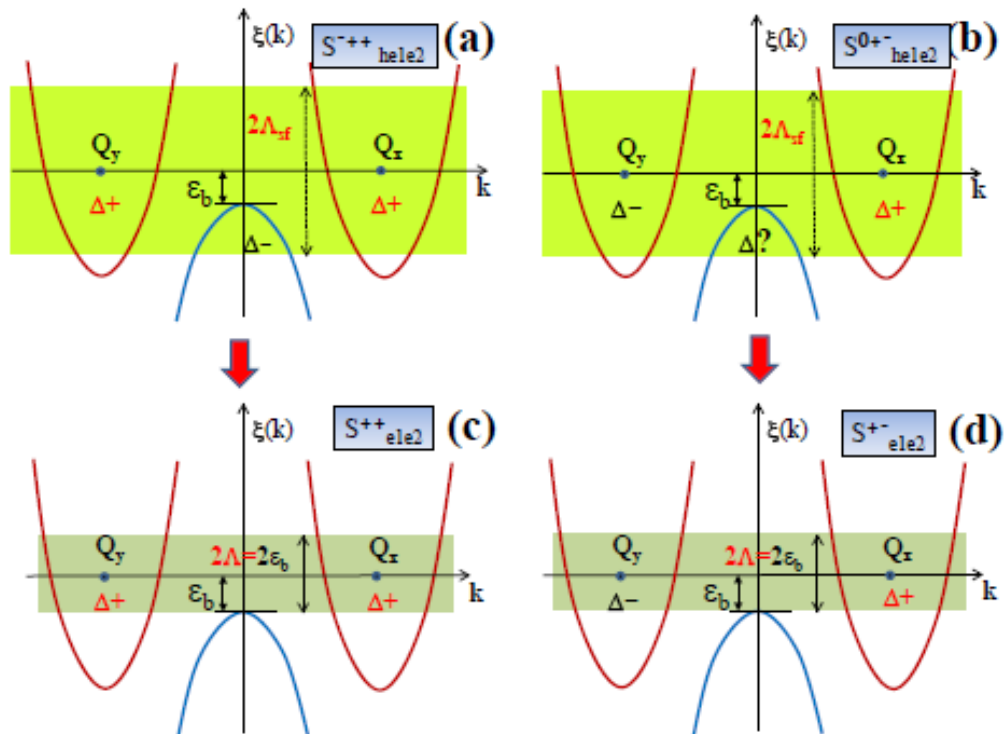 ξ(k)
S⁻⁺⁺hele2
(a)
2Λsf
Qy
Qx
k
εb
Δ+
Δ+
Δ−
ξ(k)
S⁰⁺⁻hele2
(b)
2Λsf
Qy
Qx
k
εb
Δ−
Δ+
Δ?
ξ(k)
S⁺⁺ele2
(c)
Qy
2Λ=2εb
Qx
k
εb
Δ+
Δ+
ξ(k)
S⁺⁻ele2
(d)
Qy
2Λ=2εb
Qx
k
εb
Δ−
Δ+